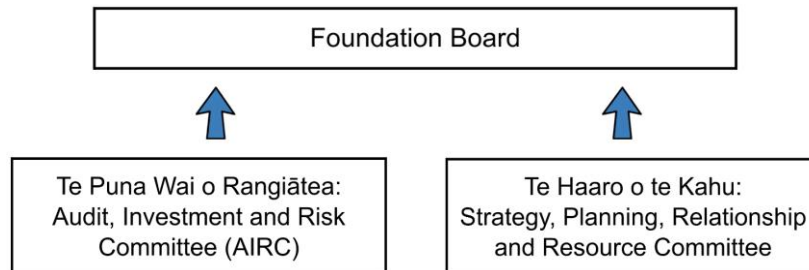 Foundation Board
Te Puna Wai o Rangiātea:
Audit, Investment and Risk
Committee (AIRC)
Te Haaro o te Kahu:
Strategy, Planning, Relationship
and Resource Committee